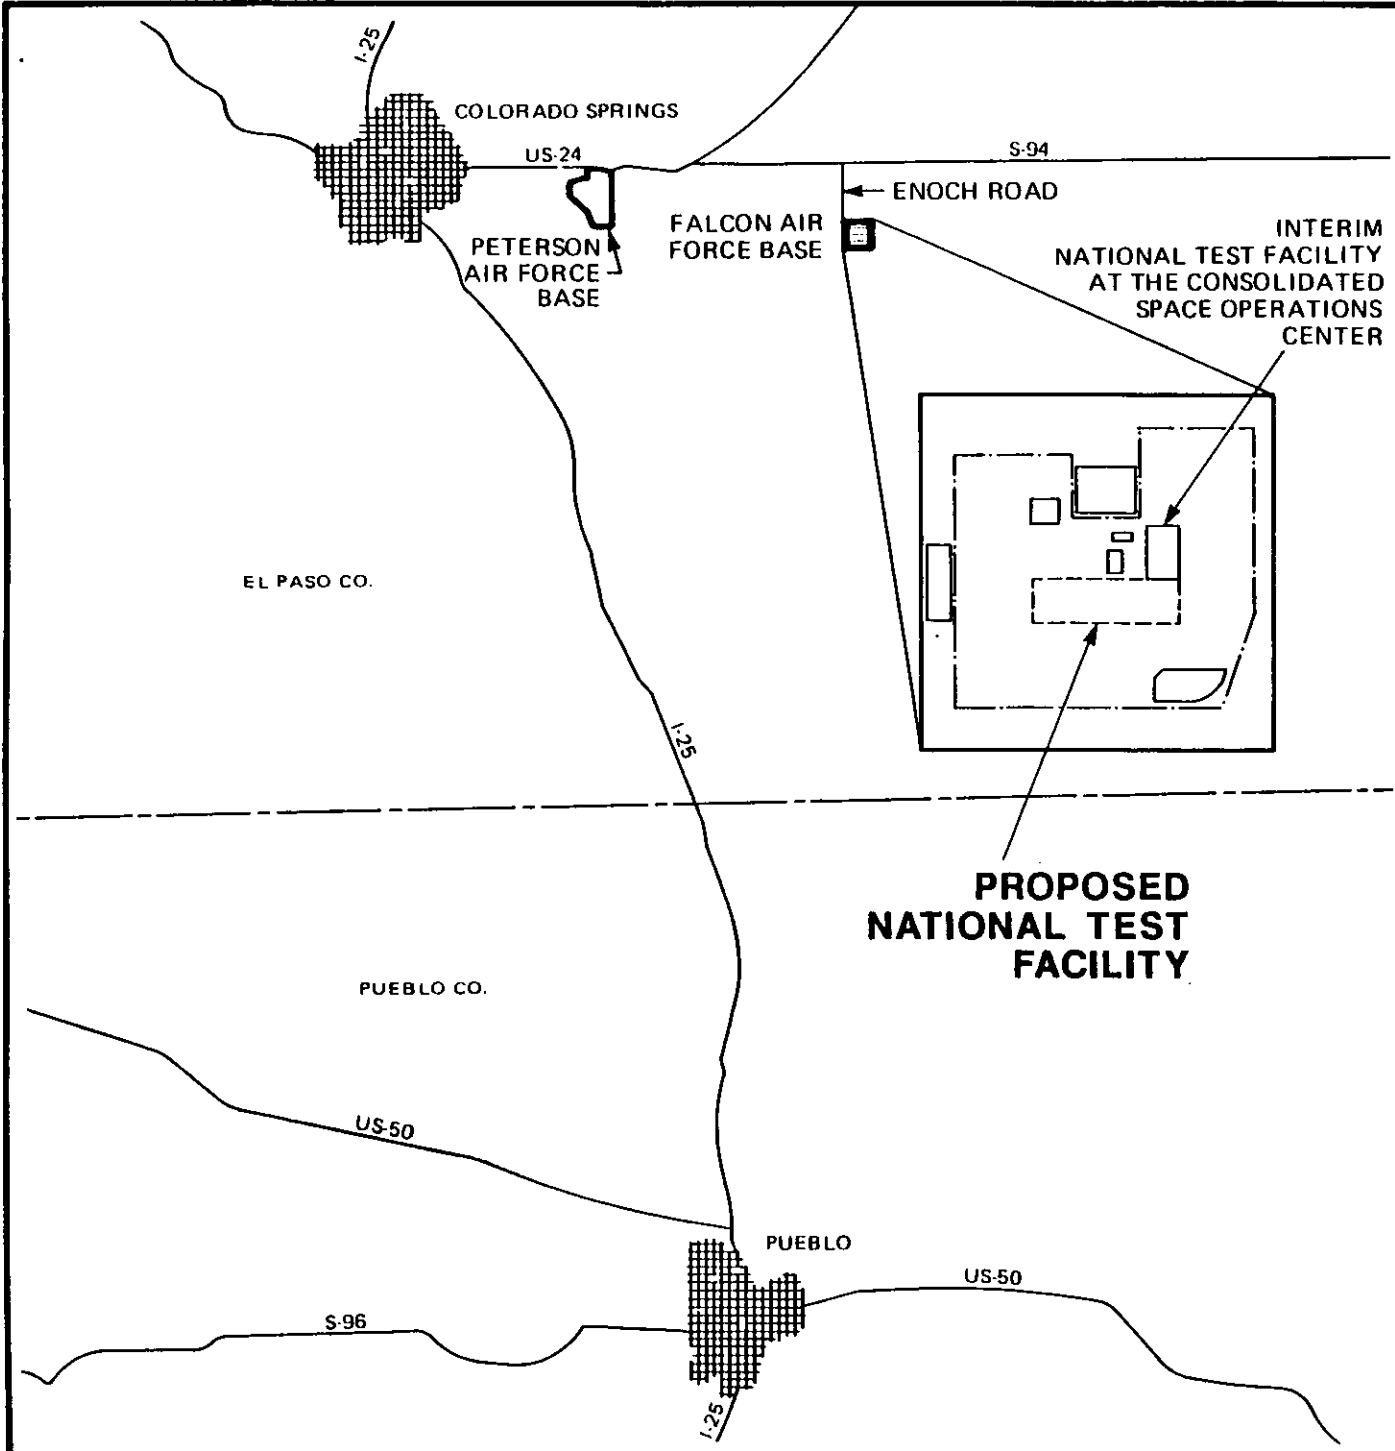 I-25
COLORADO SPRINGS
US-24
S-94
ENOCH ROAD
PETERSON
AIR FORCE
BASE
FALCON AIR
FORCE BASE
INTERIM
NATIONAL TEST FACILITY
AT THE CONSOLIDATED
SPACE OPERATIONS
CENTER
EL PASO CO.
I-25
PROPOSED
NATIONAL TEST
FACILITY
PUEBLO CO.
US-50
PUEBLO
US-50
S-96
I-25